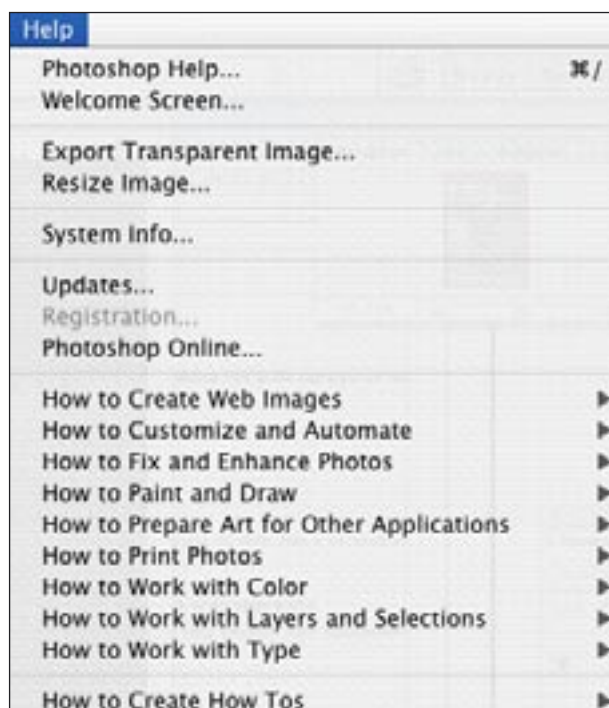 Help
Photoshop Help... ⌘/
Welcome Screen...
Export Transparent Image...
Resize Image...
System Info...
Updates...
Registration...
Photoshop Online...
How to Create Web Images
How to Customize and Automate
How to Fix and Enhance Photos
How to Paint and Draw
How to Prepare Art for Other Applications
How to Print Photos
How to Work with Color
How to Work with Layers and Selections
How to Work with Type
How to Create How Tos